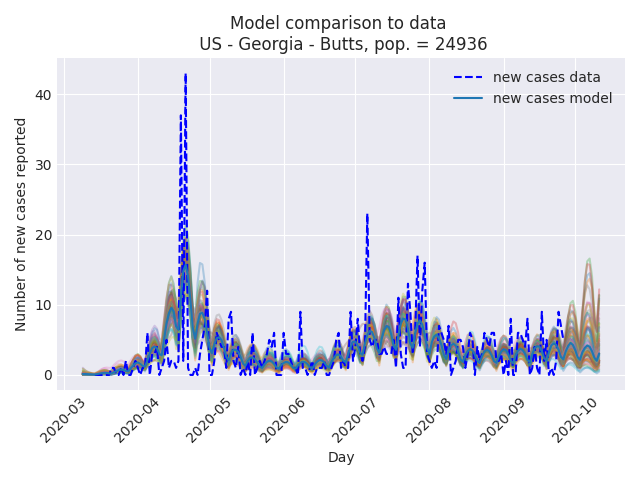 Model comparison to data
US - Georgia - Butts, pop. = 24936
new cases data
new cases model
Number of new cases reported
40
30
20
10
0
2020-03
2020-04
2020-05
2020-06
2020-07
2020-08
2020-09
2020-10
Day